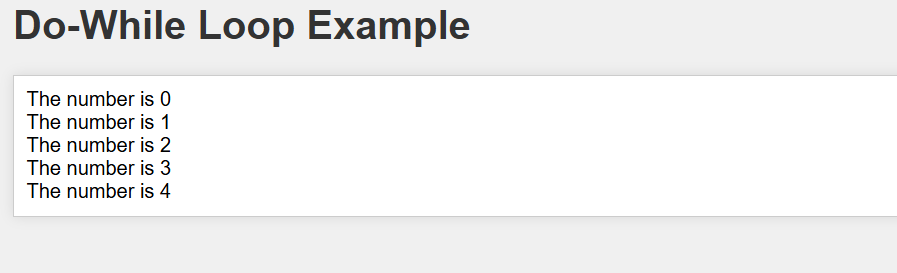 Do-While Loop Example
The number is 0
The number is 1
The number is 2
The number is 3
The number is 4